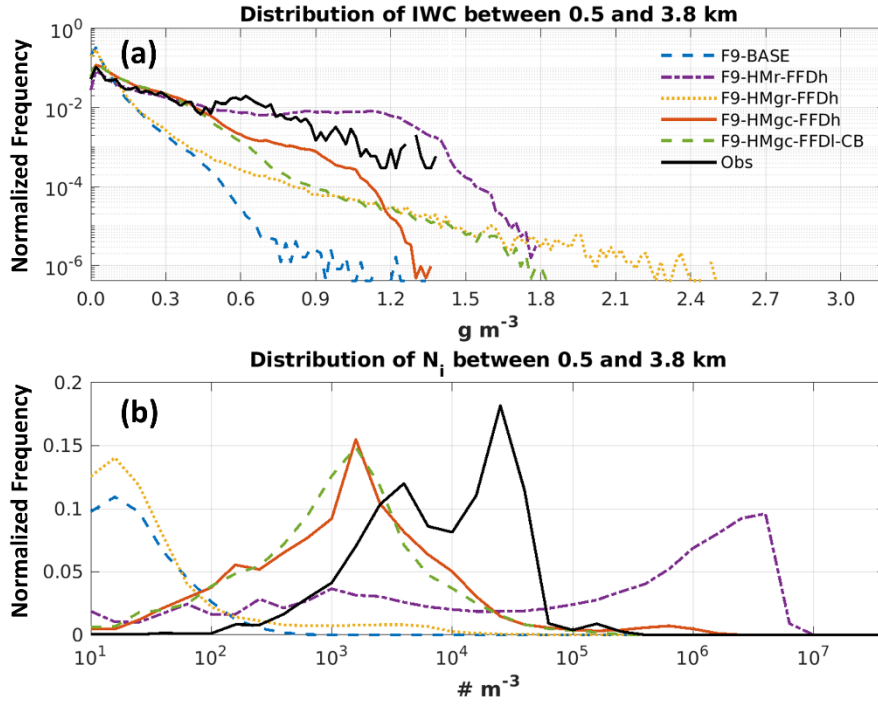 Distribution of IWC between 0.5 and 3.8 km
(a)
Normalized Frequency
10^0
10^-2
10^-4
10^-6
F9-BASE
F9-HMr-FFDh
F9-HMgr-FFDh
F9-HMgc-FFDh
F9-HMgc-FFDl-CB
Obs
0.0 0.3 0.6 0.9 1.2 1.5 1.8 2.1 2.4 2.7 3.0
g m^-3
Distribution of N_i between 0.5 and 3.8 km
(b)
Normalized Frequency
0.2
0.15
0.1
0.05
0
10^1 10^2 10^3 10^4 10^5 10^6 10^7
# m^-3